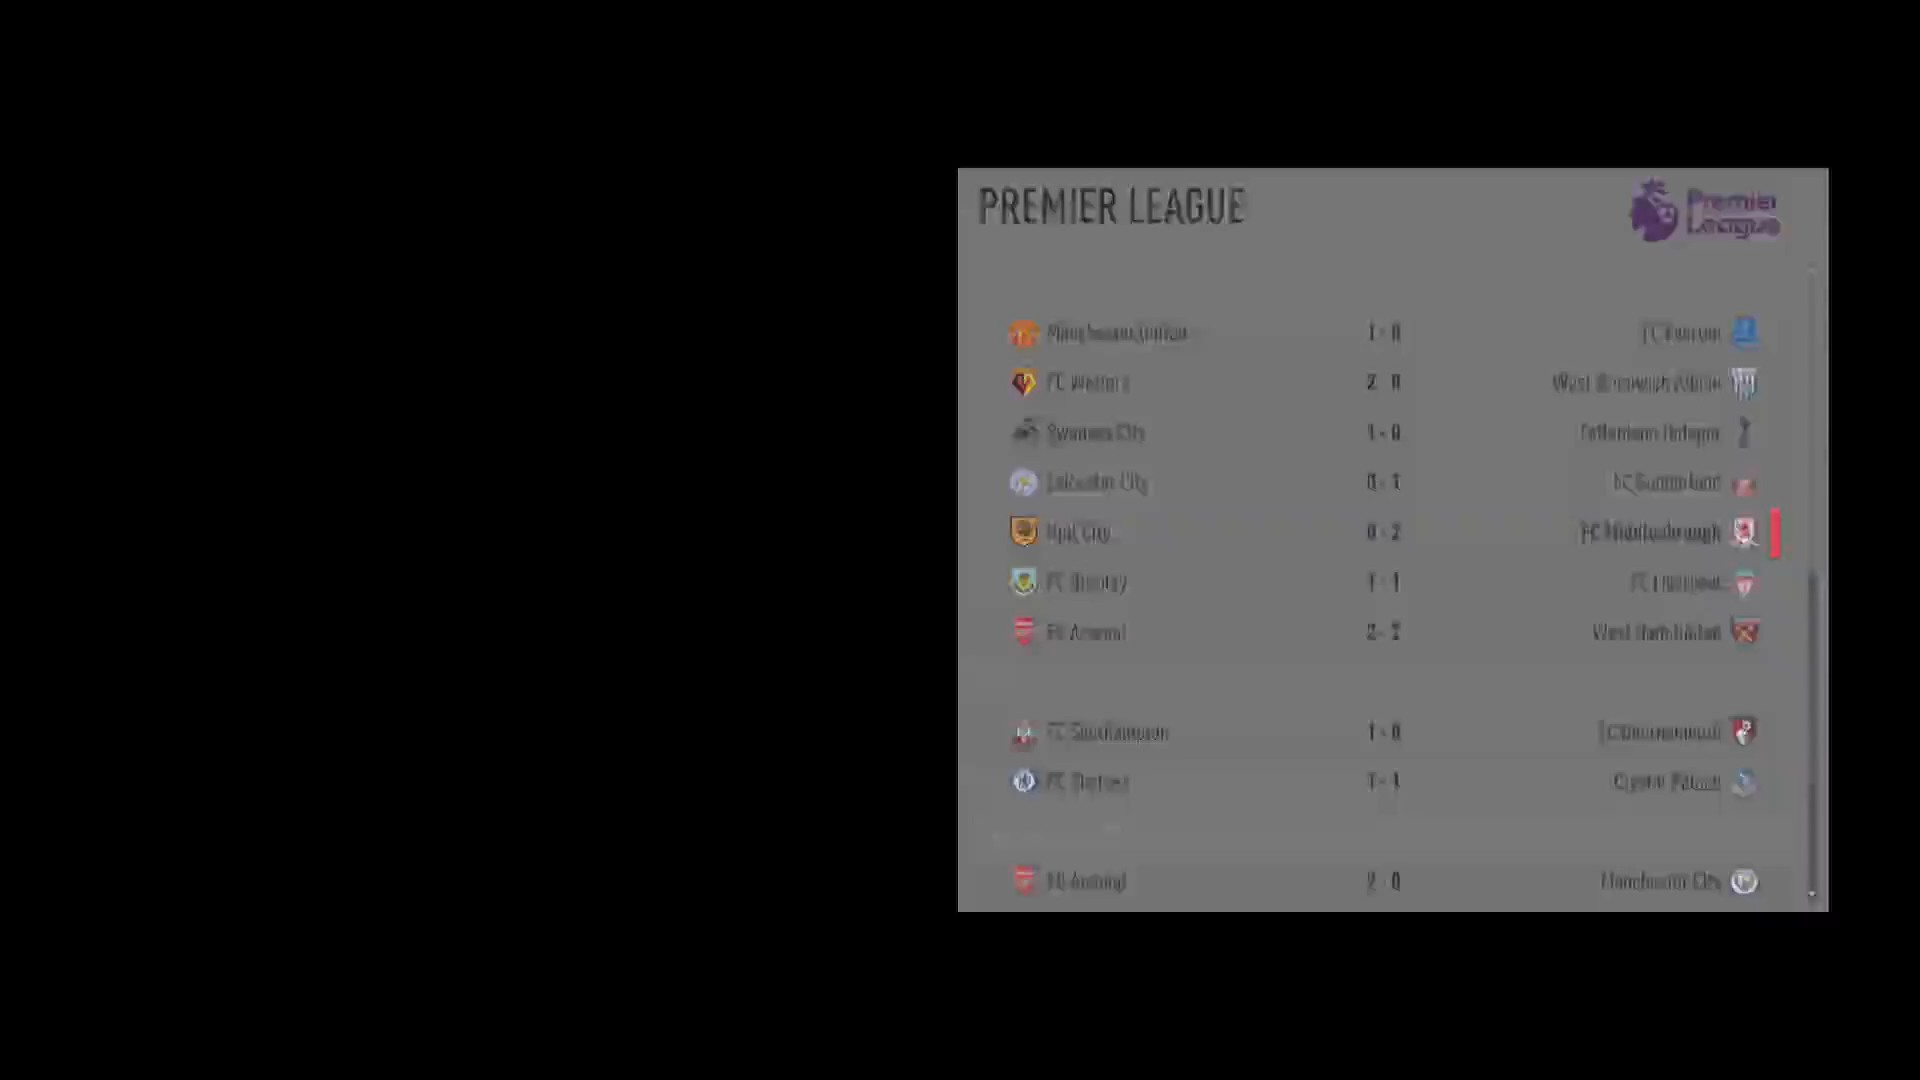 PREMIER LEAGUE
Premier League
Manchester United 1 - 0 FC Everton
FC Watford 2 0 West Bromwich Albion
Swansea City 1 - 0 Tottenham Hotspur
Leicester City 0 - 1 FC Sunderland
Hull City 0 - 2 FC Middlesbrough
FC Burnley 1 - 1 FC Liverpool
FC Arsenal 2 - 2 West Ham United
FC Southampton 1 - 0 FC Bournemouth
FC Chelsea 1 - 1 Crystal Palace
FC Arsenal 2 0 Manchester City